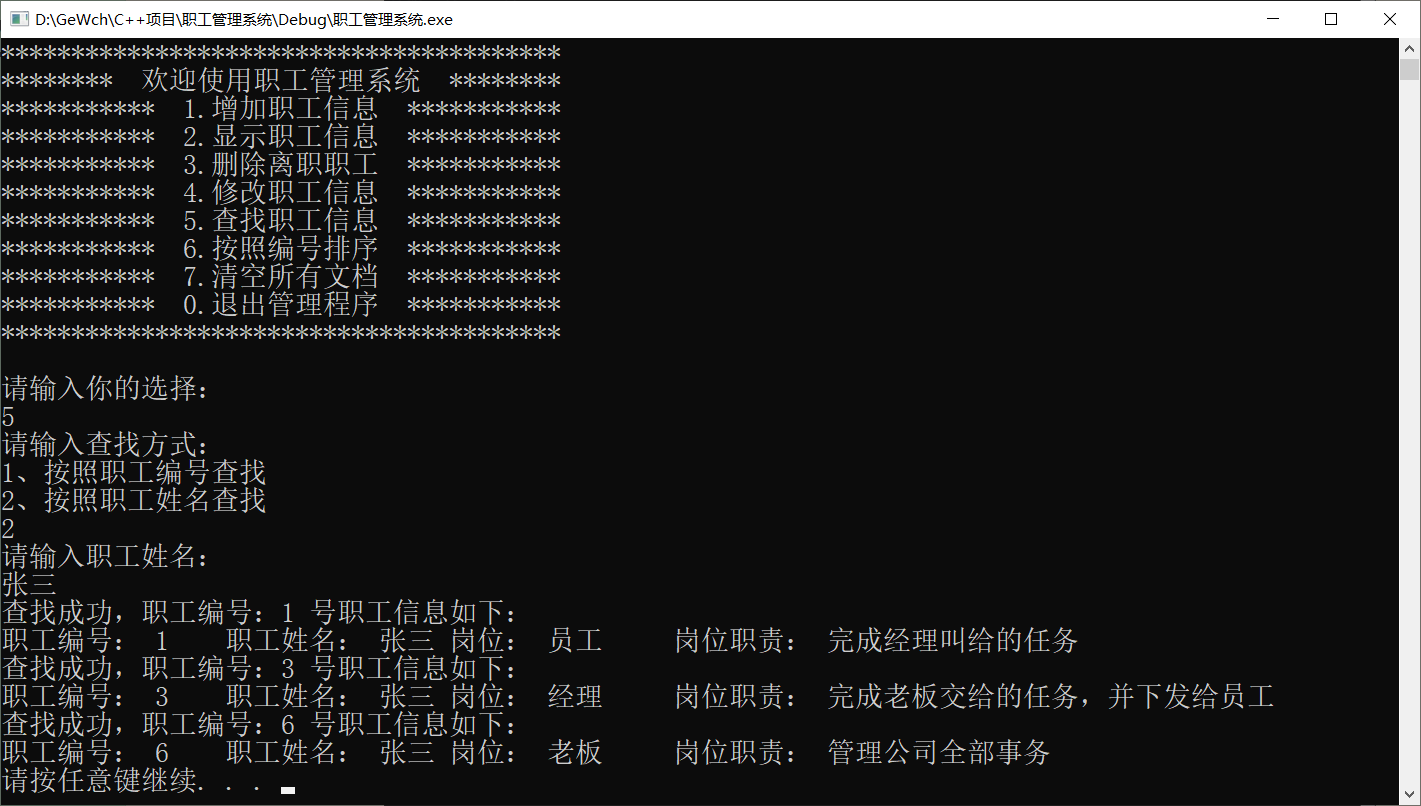 D:\GeWch\C++项目\职工管理系统\Debug\职工管理系统.exe
****************************************
********  欢迎使用职工管理系统  ********
***********  1.增加职工信息  ***********
***********  2.显示职工信息  ***********
***********  3.删除离职职工  ***********
***********  4.修改职工信息  ***********
***********  5.查找职工信息  ***********
***********  6.按照编号排序  ***********
***********  7.清空所有文档  ***********
***********  0.退出管理程序  ***********
****************************************
请输入你的选择：
5
请输入查找方式：
1、按照职工编号查找
2、按照职工姓名查找
2
请输入职工姓名：
张三
查找成功，职工编号：1 号职工信息如下：
职工编号： 1    职工姓名： 张三 岗位： 员工     岗位职责： 完成经理叫给的任务
查找成功，职工编号：3 号职工信息如下：
职工编号： 3    职工姓名： 张三 岗位： 经理     岗位职责： 完成老板交给的任务，并下发给员工
查找成功，职工编号：6 号职工信息如下：
职工编号： 6    职工姓名： 张三 岗位： 老板     岗位职责： 管理公司全部事务
请按任意键继续. . .